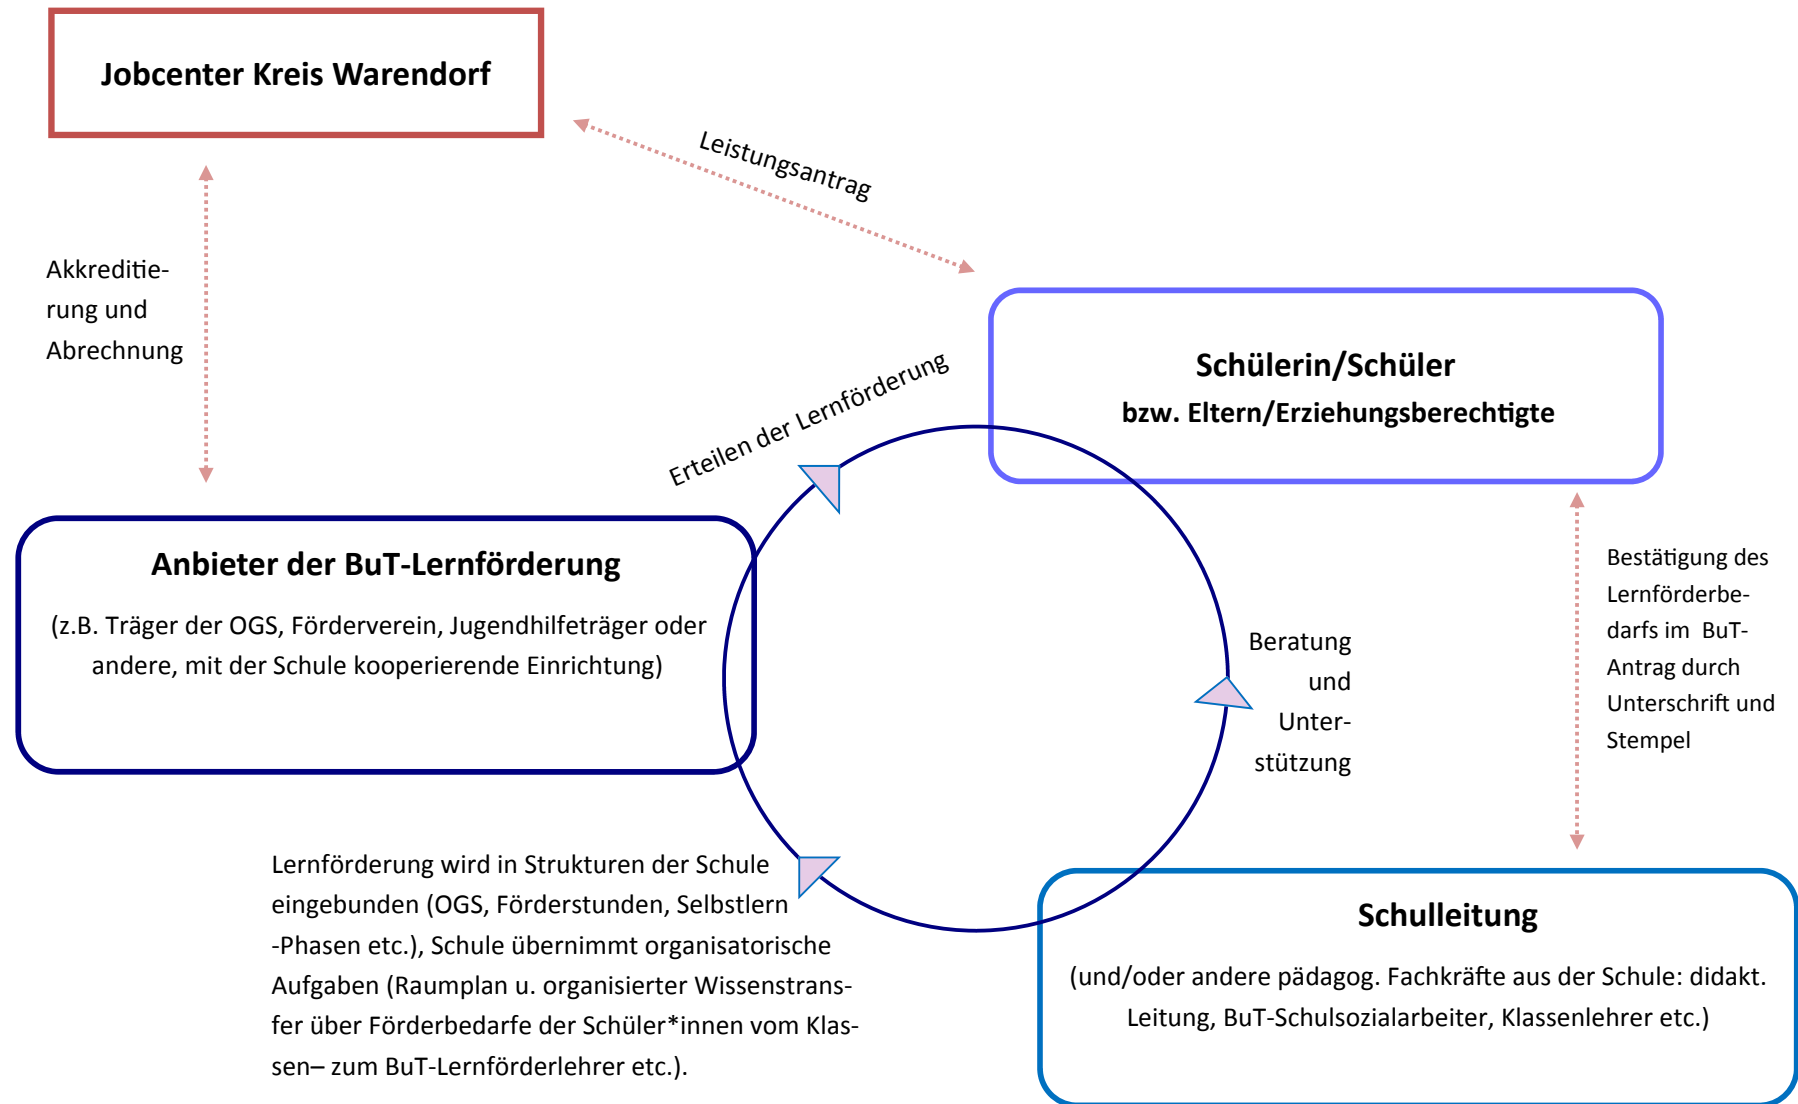 Jobcenter Kreis Warendorf
Leistungsantrag
Akkreditie-
rung und
Abrechnung
Schülerin/Schüler
bzw. Eltern/Erziehungsberechtigte
Erteilen der Lernförderung
Anbieter der BuT-Lernförderung
(z.B. Träger der OGS, Förderverein, Jugendhilfeträger oder
andere, mit der Schule kooperierende Einrichtung)
Beratung
und
Unter-
stützung
Bestätigung des
Lernförderbe-
darfs im  BuT-
Antrag durch
Unterschrift und
Stempel
Lernförderung wird in Strukturen der Schule
eingebunden (OGS, Förderstunden, Selbstlern
-Phasen etc.), Schule übernimmt organisatorische
Aufgaben (Raumplan u. organisierter Wissenstrans-
fer über Förderbedarfe der Schüler*innen vom Klas-
sen– zum BuT-Lernförderlehrer etc.).
Schulleitung
(und/oder andere pädagog. Fachkräfte aus der Schule: didakt.
Leitung, BuT-Schulsozialarbeiter, Klassenlehrer etc.)